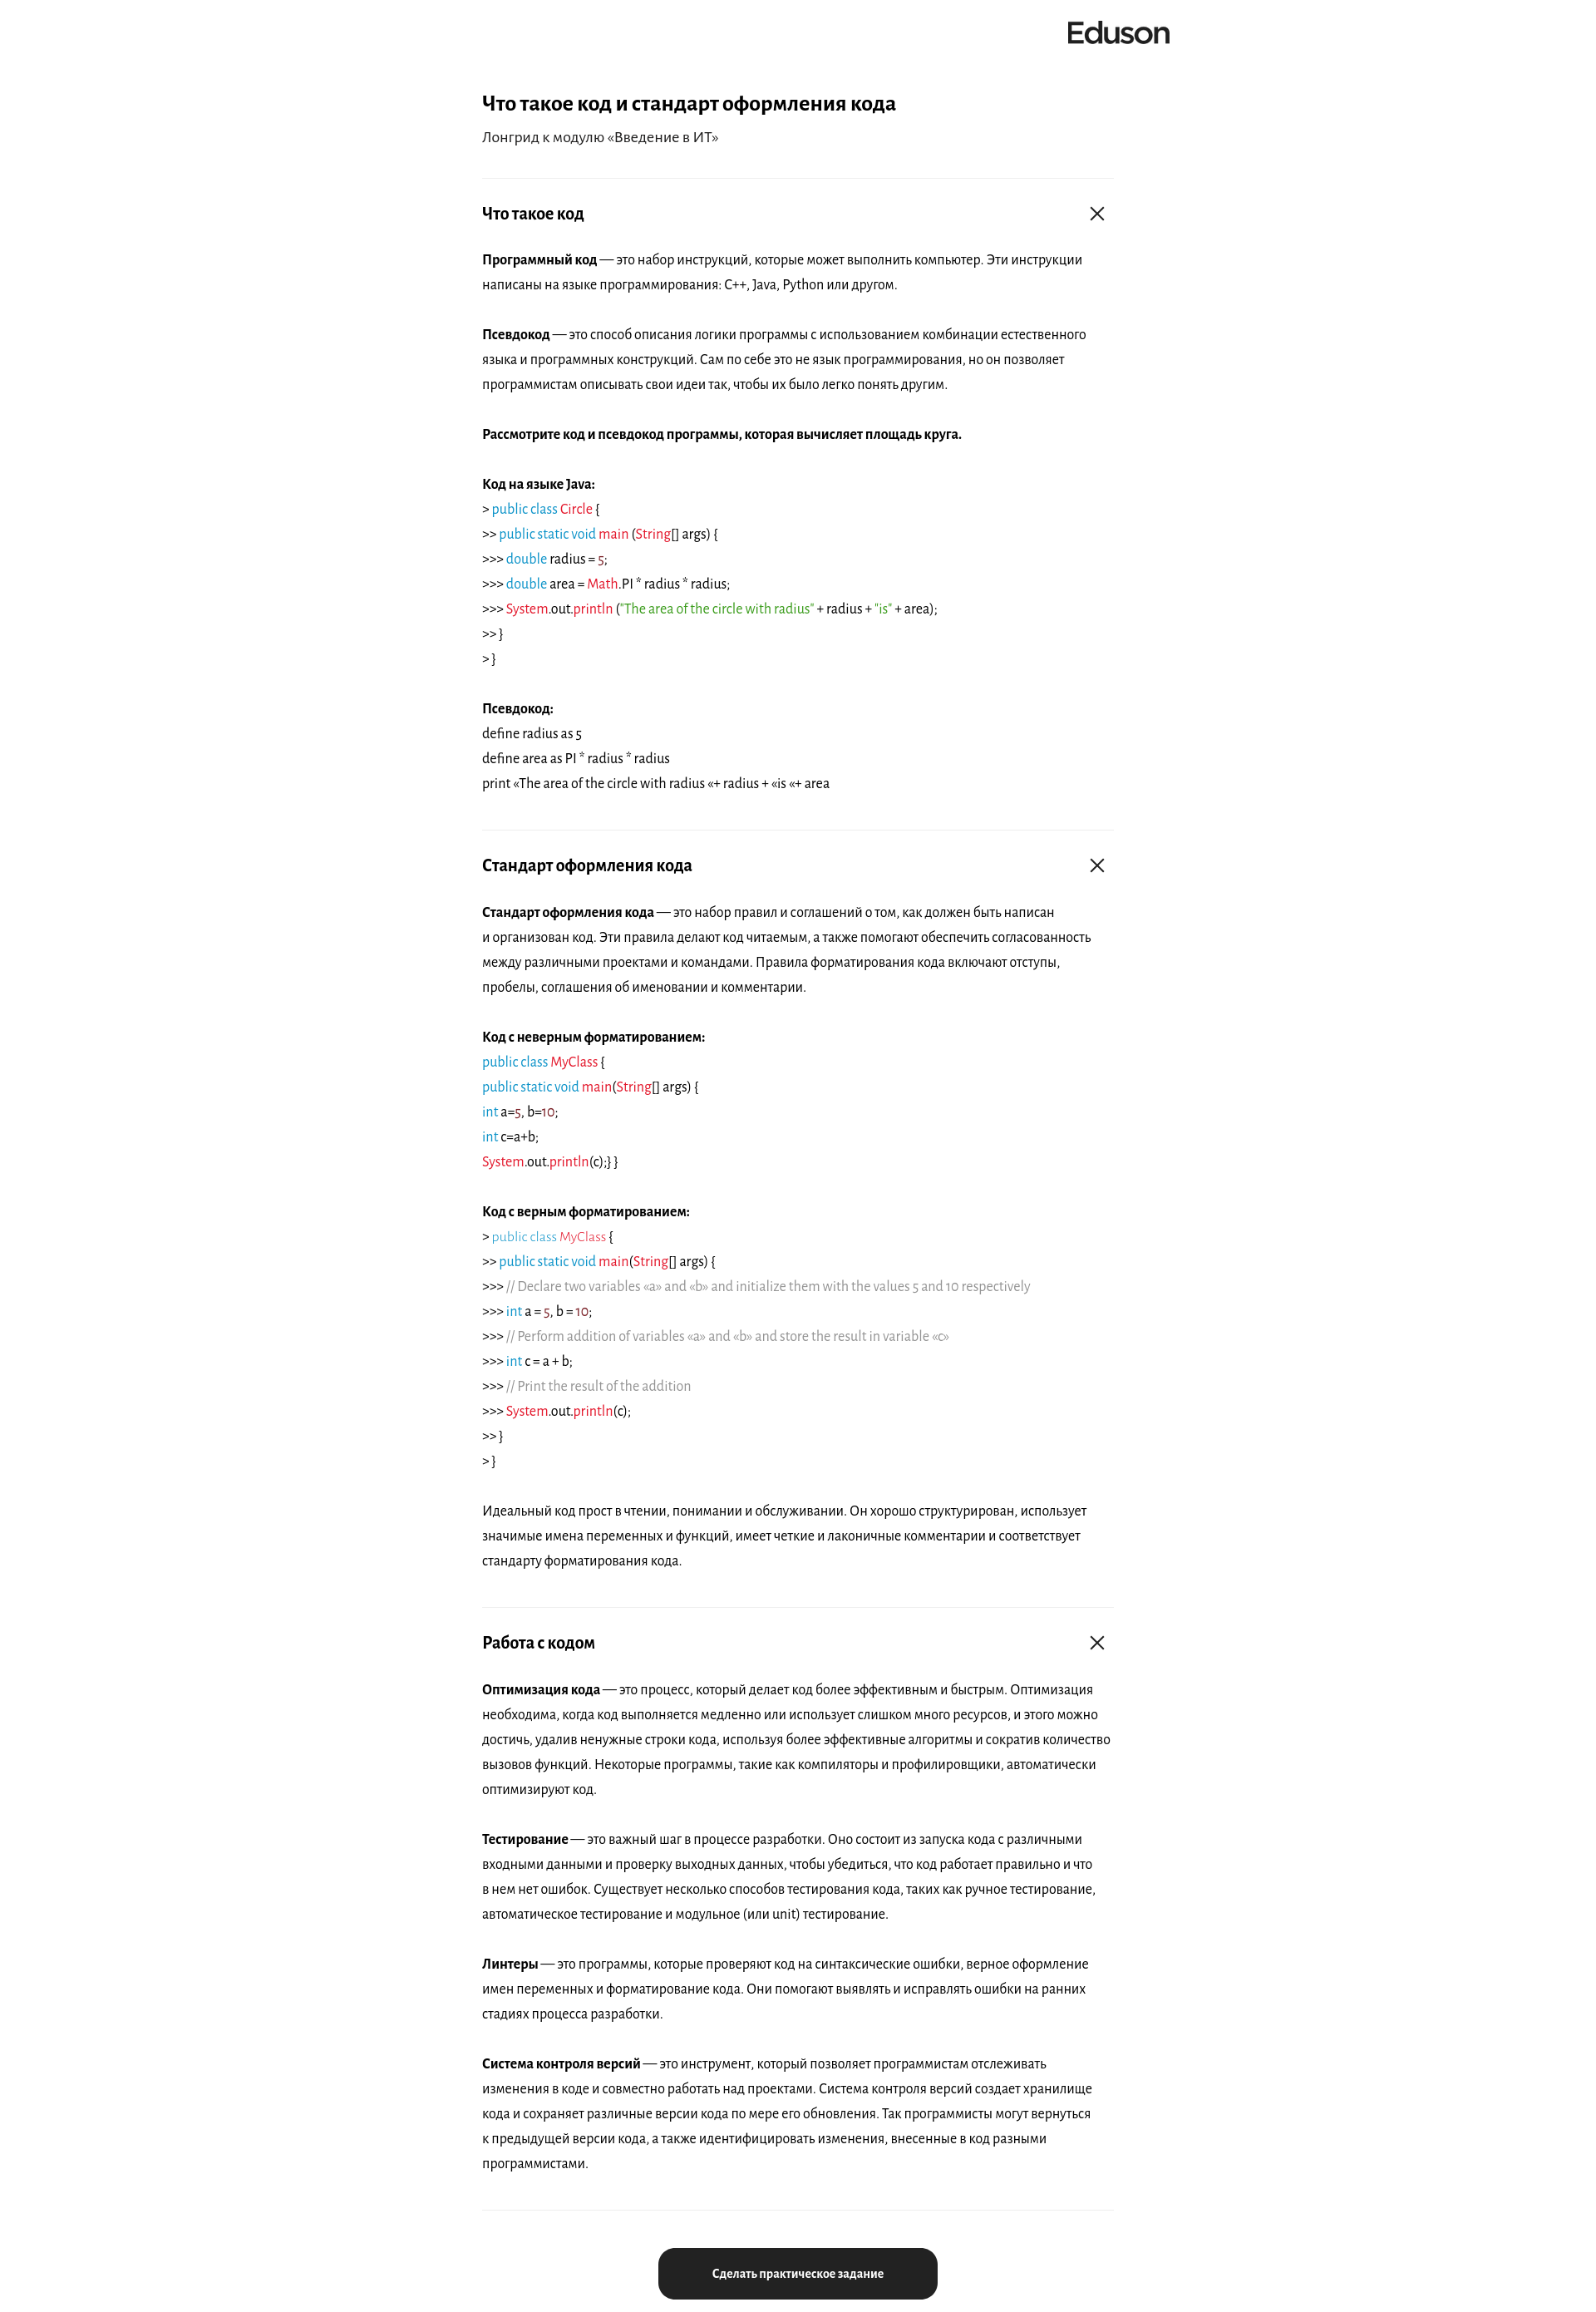 Eduson
Что такое код и стандарт оформления кода
Лонгрид к модулю «Введение в ИТ»
Что такое код
Программный код — это набор инструкций, которые может выполнить компьютер. Эти инструкции
написаны на языке программирования: C++, Java, Python или другом.
Псевдокод — это способ описания логики программы с использованием комбинации естественного
языка и программных конструкций. Сам по себе это не язык программирования, но он позволяет
программистам описывать свои идеи так, чтобы их было легко понять другим.
Рассмотрите код и псевдокод программы, которая вычисляет площадь круга.
Код на языке Java:
> public class Circle {
>> public static void main (String[] args) {
>>> double radius = 5;
>>> double area = Math.PI * radius * radius;
>>> System.out.println ("The area of the circle with radius" + radius + "is" + area);
>> }
> }
Псевдокод:
define radius as 5
define area as PI * radius * radius
print «The area of the circle with radius «+ radius + «is «+ area
Стандарт оформления кода
Стандарт оформления кода — это набор правил и соглашений о том, как должен быть написан
и организован код. Эти правила делают код читаемым, а также помогают обеспечить согласованность
между различными проектами и командами. Правила форматирования кода включают отступы,
пробелы, соглашения об именовании и комментарии.
Код с неверным форматированием:
public class MyClass {
public static void main(String[] args) {
int a=5, b=10;
int c=a+b;
System.out.println(c);} }
Код с верным форматированием:
> public class MyClass {
>> public static void main(String[] args) {
>>> // Declare two variables «a» and «b» and initialize them with the values 5 and 10 respectively
>>> int a = 5, b = 10;
>>> // Perform addition of variables «a» and «b» and store the result in variable «c»
>>> int c = a + b;
>>> // Print the result of the addition
>>> System.out.println(c);
>> }
> }
Идеальный код прост в чтении, понимании и обслуживании. Он хорошо структурирован, использует
значимые имена переменных и функций, имеет четкие и лаконичные комментарии и соответствует
стандарту форматирования кода.
Работа с кодом
Оптимизация кода — это процесс, который делает код более эффективным и быстрым. Оптимизация
необходима, когда код выполняется медленно или использует слишком много ресурсов, и этого можно
достичь, удалив ненужные строки кода, используя более эффективные алгоритмы и сократив количество
вызовов функций. Некоторые программы, такие как компиляторы и профилировщики, автоматически
оптимизируют код.
Тестирование — это важный шаг в процессе разработки. Оно состоит из запуска кода с различными
входными данными и проверку выходных данных, чтобы убедиться, что код работает правильно и что
в нем нет ошибок. Существует несколько способов тестирования кода, таких как ручное тестирование,
автоматическое тестирование и модульное (или unit) тестирование.
Линтеры — это программы, которые проверяют код на синтаксические ошибки, верное оформление
имен переменных и форматирование кода. Они помогают выявлять и исправлять ошибки на ранних
стадиях процесса разработки.
Система контроля версий — это инструмент, который позволяет программистам отслеживать
изменения в коде и совместно работать над проектами. Система контроля версий создает хранилище
кода и сохраняет различные версии кода по мере его обновления. Так программисты могут вернуться
к предыдущей версии кода, а также идентифицировать изменения, внесенные в код разными
программистами.
Сделать практическое задание